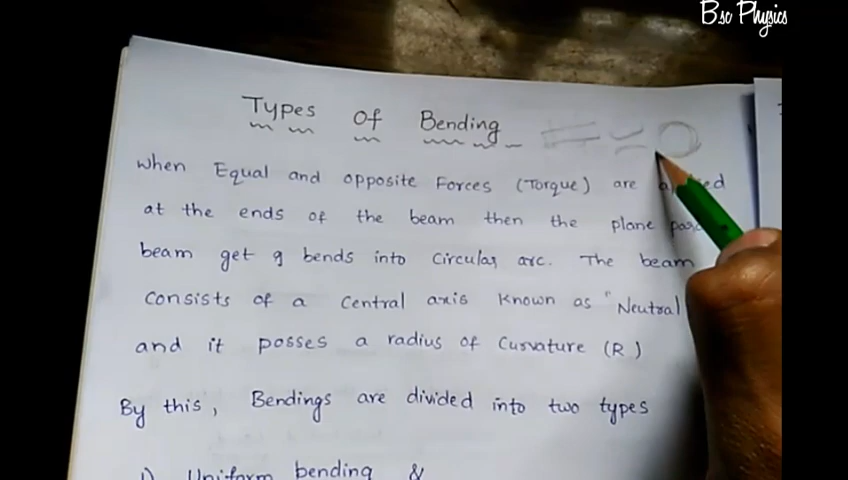 Bsc Physics
Types Of Bending
When Equal and opposite Forces (Torque) are
at the ends of the beam then the plane
beam get g bends into Circular arc. The beam
Consists of a Central axis Known as "Neutral
and it posses a radius of Curvature (R)
By this, Bendings are divided into two types
1) Uniform bending &